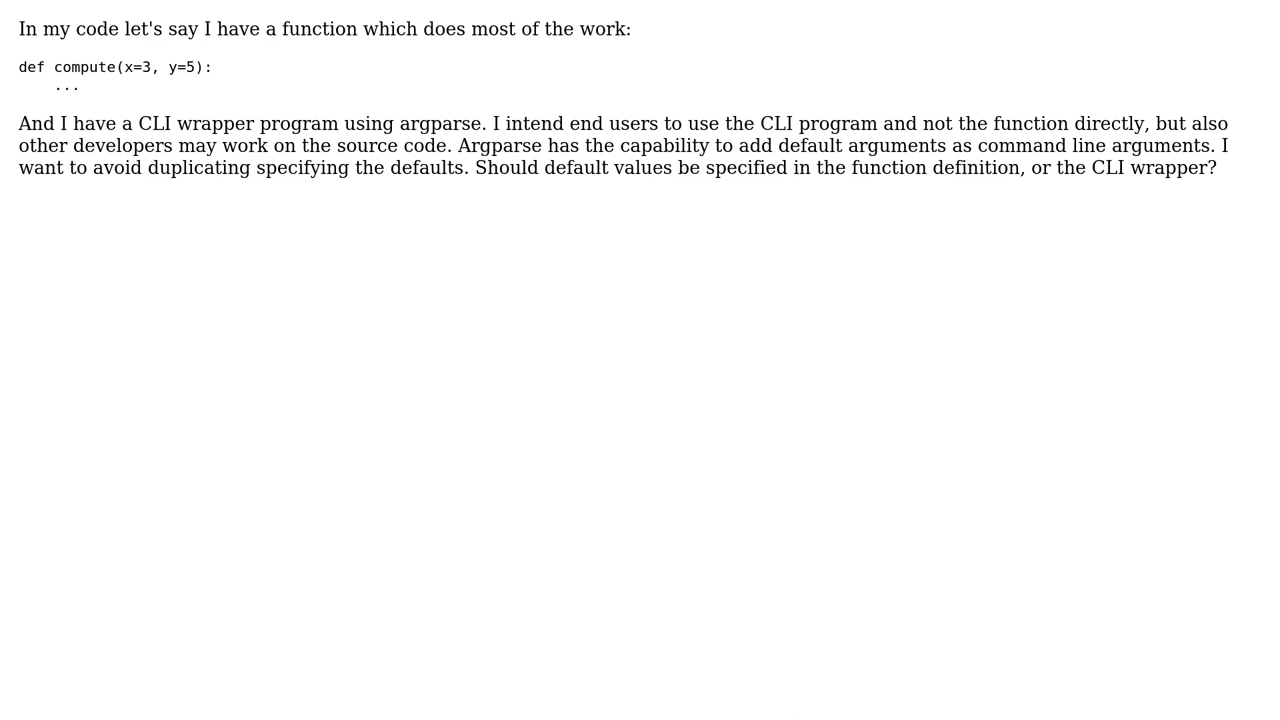 In my code let's say I have a function which does most of the work:
def compute(x=3, y=5):
    ...
And I have a CLI wrapper program using argparse. I intend end users to use the CLI program and not the function directly, but also
other developers may work on the source code. Argparse has the capability to add default arguments as command line arguments. I
want to avoid duplicating specifying the defaults. Should default values be specified in the function definition, or the CLI wrapper?